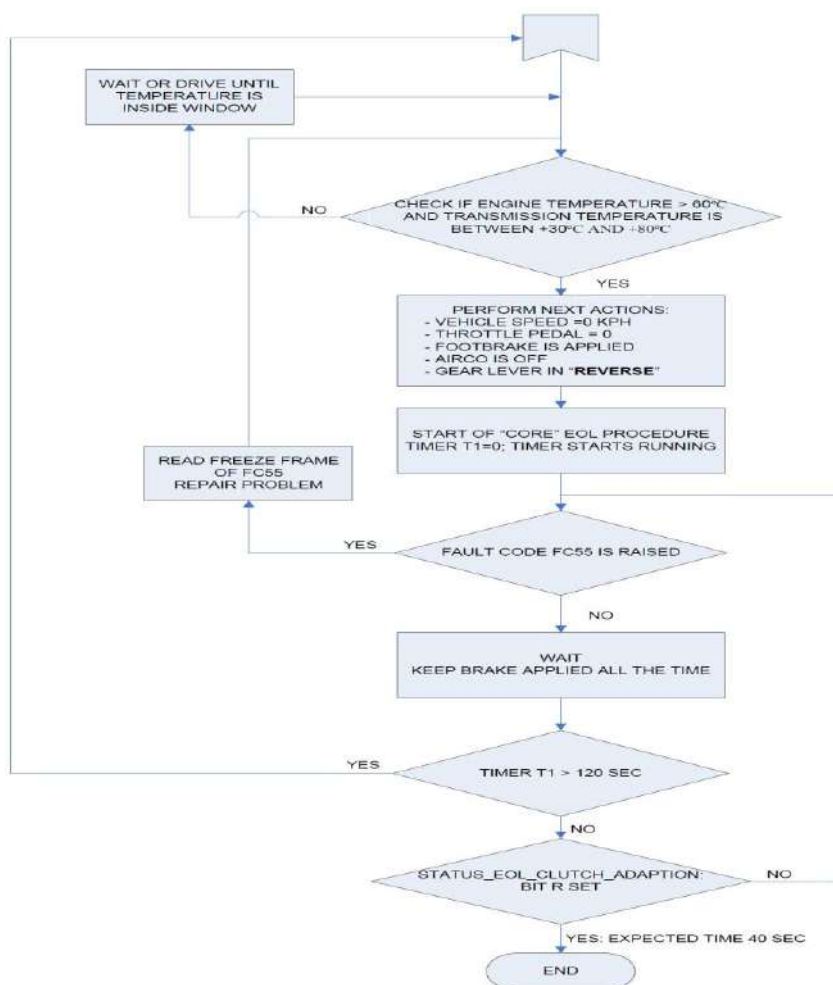 WAIT OR DRIVE UNTIL
TEMPERATURE IS
INSIDE WINDOW
NO
CHECK IF ENGINE TEMPERATURE > 60°C
AND TRANSMISSION TEMPERATURE IS
BETWEEN +30°C AND +80°C
YES
PERFORM NEXT ACTIONS:
- VEHICLE SPEED =0 KPH
- THROTTLE PEDAL = 0
- FOOTBRAKE IS APPLIED
- AIRCO IS OFF
- GEAR LEVER IN "REVERSE"
START OF "CORE" EOL PROCEDURE
TIMER T1=0; TIMER STARTS RUNNING
READ FREEZE FRAME
OF FC55
REPAIR PROBLEM
YES
FAULT CODE FC55 IS RAISED
NO
WAIT
KEEP BRAKE APPLIED ALL THE TIME
YES
TIMER T1 > 120 SEC
NO
STATUS_EOL_CLUTCH_ADAPTION:
BIT R SET
NO
YES: EXPECTED TIME 40 SEC
END